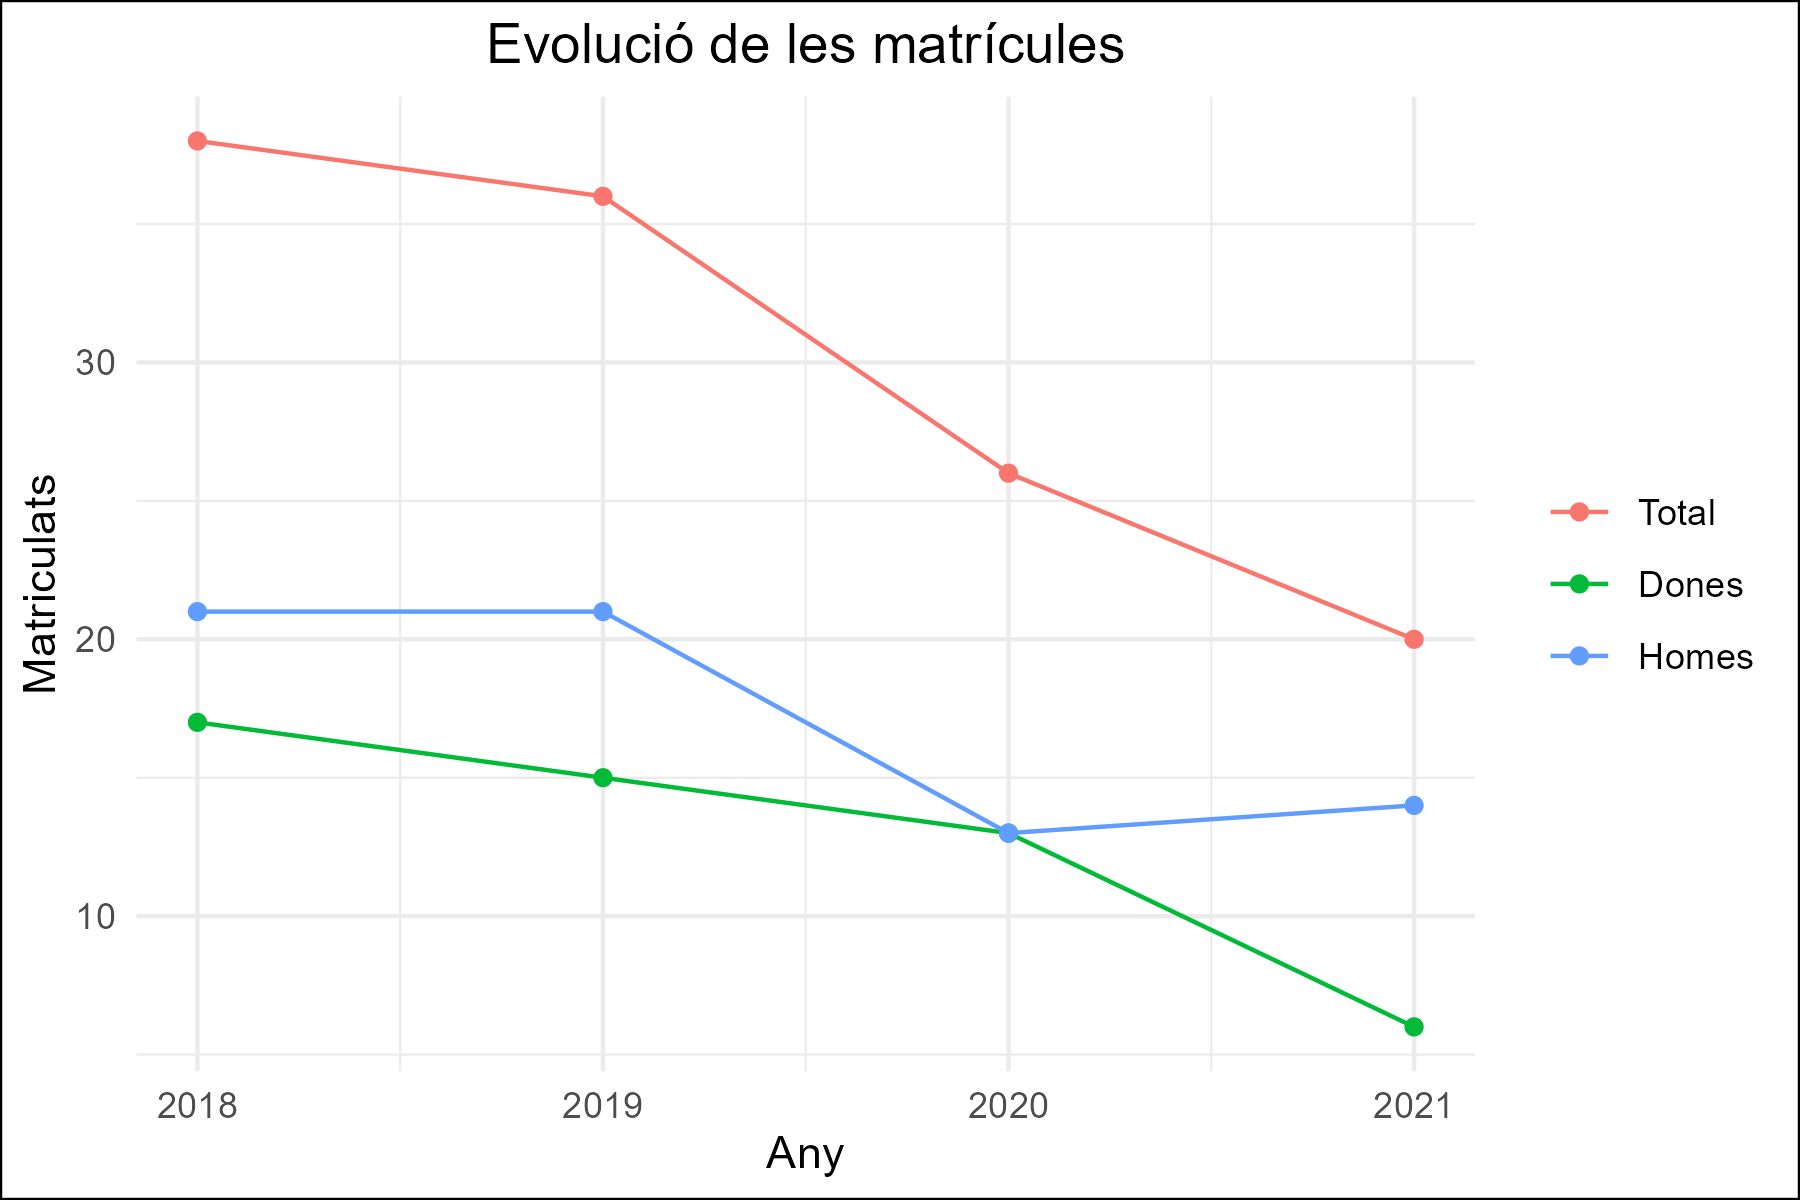 Evolució de les matrícules
Matriculats
30
20
10
2018
2019
2020
2021
Any
Total
Dones
Homes